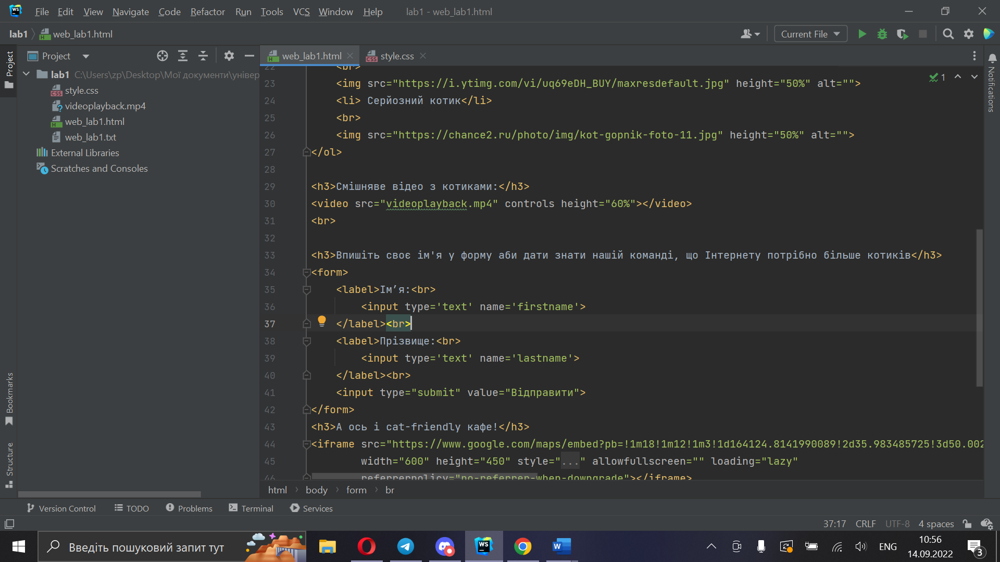 WS File Edit View Navigate Code Refactor Run Tools VCS Window Help lab1 - web_lab1.html
lab1 web_lab1.html Current File
Project web_lab1.html style.css
Project
lab1 C:\Users\zp\Desktop\Мої документи\універ
style.css
videoplayback.mp4
web_lab1.html
web_lab1.txt
External Libraries
Scratches and Consoles
Bookmarks
Structure
Notifications
1
22 <br>
23 <img src="https://i.ytimg.com/vi/uq69eDH_BUY/maxresdefault.jpg" height="50%" alt="">
24 <li> Серйозний котик</li>
25 <br>
26 <img src="https://chance2.ru/photo/img/kot-gopnik-foto-11.jpg" height="50%" alt="">
27 </ol>
28
29 <h3>Смішняве відео з котиками:</h3>
30 <video src="videoplayback.mp4" controls height="60%"></video>
31 <br>
32
33 <h3>Впишіть своє ім'я у форму аби дати знати нашій команді, що Інтернету потрібно більше котиків</h3>
34 <form>
35 <label>Ім’я:<br>
36 <input type='text' name='firstname'>
37 </label><br>
38 <label>Прізвище:<br>
39 <input type='text' name='lastname'>
40 </label><br>
41 <input type="submit" value="Відправити">
42 </form>
43 <h3>А ось і cat-friendly кафе!</h3>
44 <iframe src="https://www.google.com/maps/embed?pb=!1m18!1m12!1m3!1d164124.8141990089!2d35.983485725!3d50.002
45 width="600" height="450" style="..." allowfullscreen="" loading="lazy"
46 referrerpolicy="no-referrer-when-downgrade"></iframe>
html body form br
Version Control TODO Problems Terminal Services
37:17 CRLF UTF-8 4 spaces
Введіть пошуковий запит тут WS W ENG 10:56
14.09.2022 3